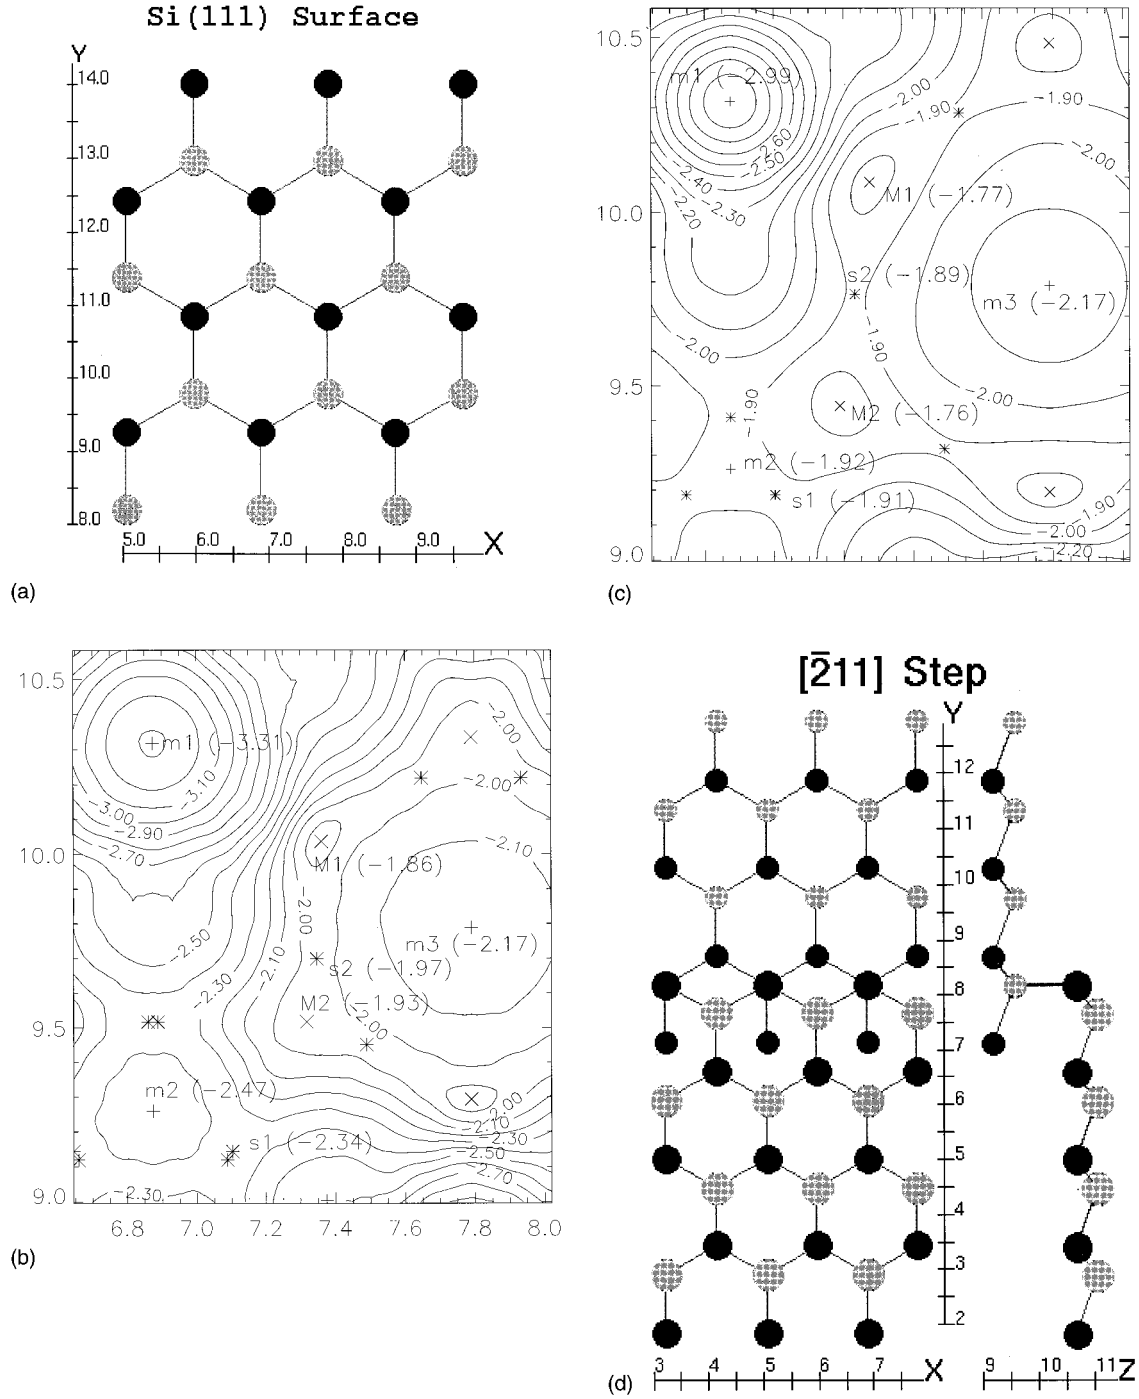 Si(111) Surface
Y
14.0
13.0
12.0
11.0
10.0
9.0
8.0
5.0 6.0 7.0 8.0 9.0 X
(a)
10.5
10.0
9.5
9.0
m1 (−2.99)
−2.00
−1.90
−1.90
−2.00
−2.60
−2.50
−2.40
−2.30
−2.20
M1 (−1.77)
s2 (−1.89)
m3 (−2.17)
−2.00
−1.90
−1.90
−2.00
M2 (−1.76)
m2 (−1.92)
s1 (−1.91)
−1.90
−2.00
−2.20
(c)
10.5
10.0
9.5
9.0
m1 (−3.31)
−2.00
−2.00
−3.10
−3.00
−2.90
−2.70
−2.10
M1 (−1.86)
−2.00
m3 (−2.17)
−2.50
s2 (−1.97)
−2.10
−2.30
M2 (−1.93)
−2.00
m2 (−2.47)
−2.00
−2.10
−2.30
s1 (−2.34)
−2.50
−2.70
−2.30
6.8 7.0 7.2 7.4 7.6 7.8 8.0
(b)
[2̄11] Step
Y
12
11
10
9
8
7
6
5
4
3
2
3 4 5 6 7 X
9 10 11 Z
(d)